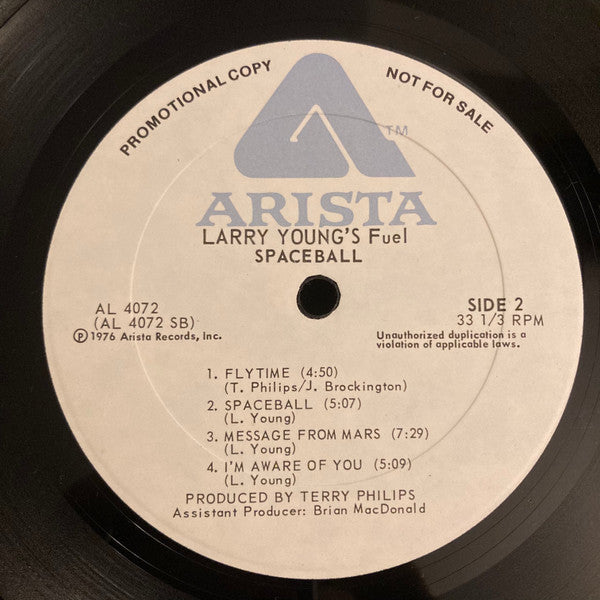 PROMOTIONAL COPY
NOT FOR SALE
TM
ARISTA
LARRY YOUNG'S Fuel
SPACEBALL
AL 4072
(AL 4072 SB)
℗1976 Arista Records, Inc.
SIDE 2
33 1/3 RPM
Unauthorized duplication is a
violation of applicable laws.
1. FLYTIME (4:50)
(T. Philips/J. Brockington)
2. SPACEBALL (5:07)
(L. Young)
3. MESSAGE FROM MARS (7:29)
(L. Young)
4. I'M AWARE OF YOU (5:09)
(L. Young)
PRODUCED BY TERRY PHILIPS
Assistant Producer: Brian MacDonald